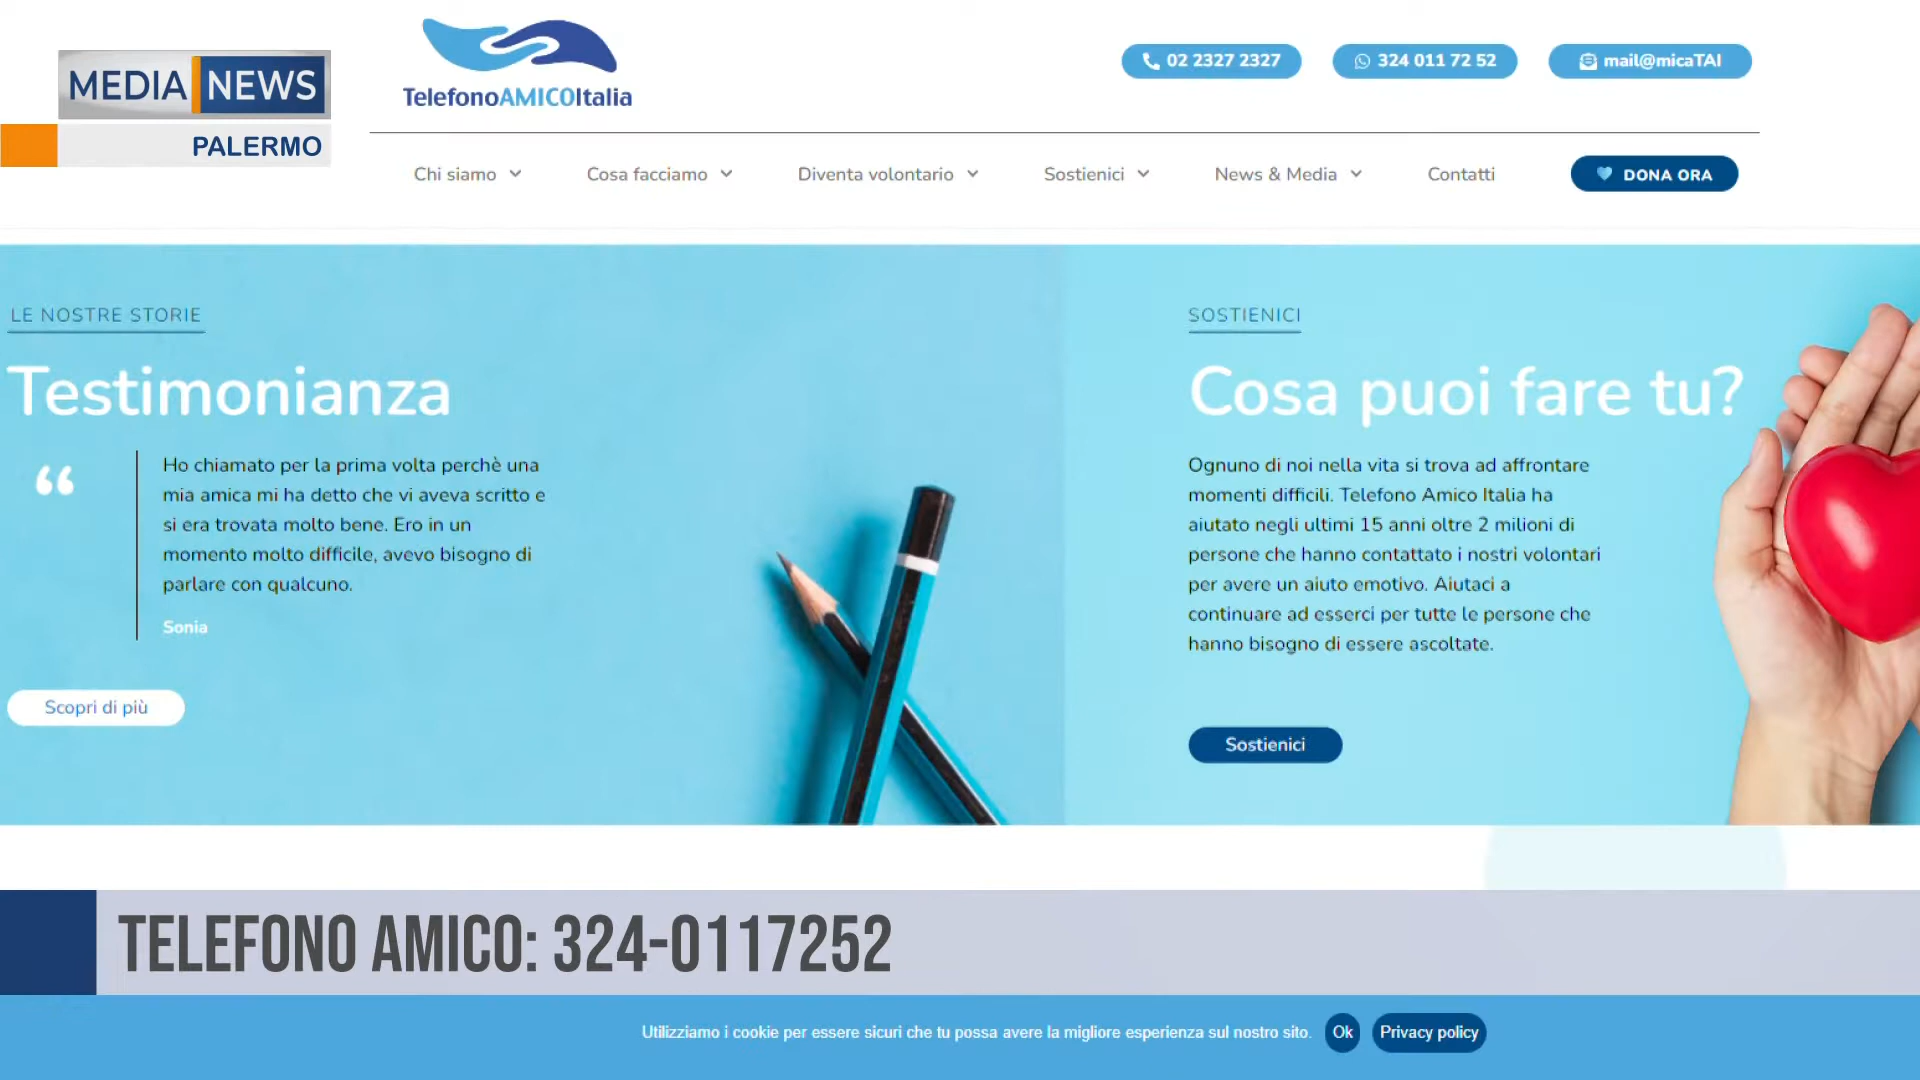 MEDIA NEWS
PALERMO
TelefonoAMICOItalia
02 2327 2327
324 011 72 52
mail@micaTAI
Chi siamo
Cosa facciamo
Diventa volontario
Sostienici
News & Media
Contatti
DONA ORA
LE NOSTRE STORIE
Testimonianza
“
Ho chiamato per la prima volta perchè una
mia amica mi ha detto che vi aveva scritto e
si era trovata molto bene. Ero in un
momento molto difficile, avevo bisogno di
parlare con qualcuno.
Sonia
Scopri di più
SOSTIENICI
Cosa puoi fare tu?
Ognuno di noi nella vita si trova ad affrontare
momenti difficili. Telefono Amico Italia ha
aiutato negli ultimi 15 anni oltre 2 milioni di
persone che hanno contattato i nostri volontari
per avere un aiuto emotivo. Aiutaci a
continuare ad esserci per tutte le persone che
hanno bisogno di essere ascoltate.
Sostienici
TELEFONO AMICO: 324-0117252
Utilizziamo i cookie per essere sicuri che tu possa avere la migliore esperienza sul nostro sito.
Ok
Privacy policy